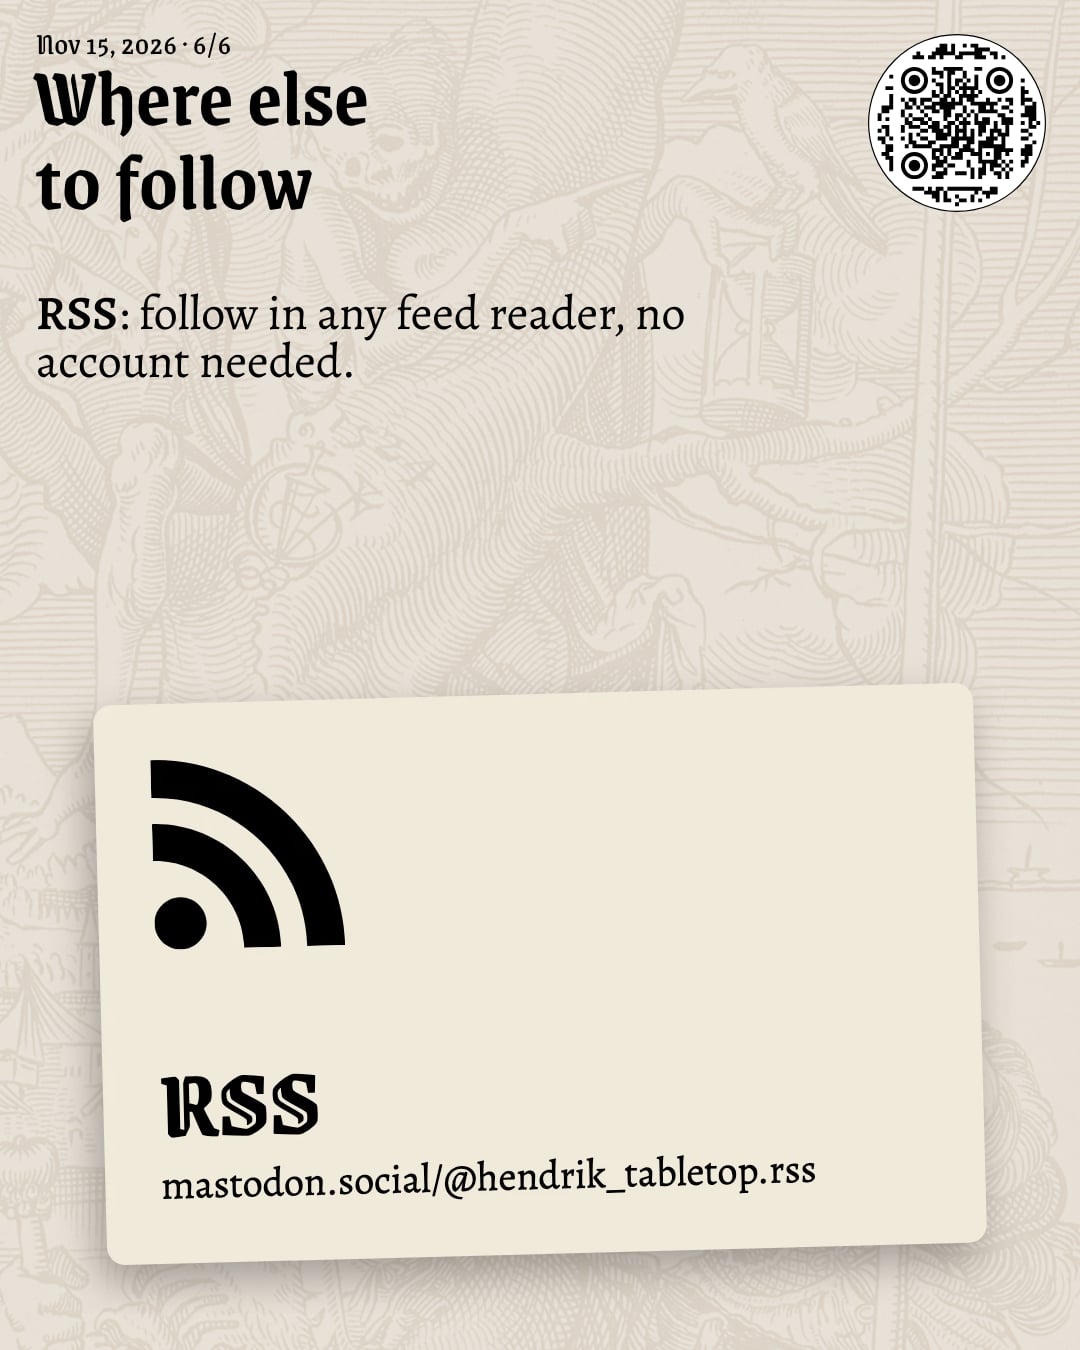 Nov 15, 2026 · 6/6
Where else
to follow
RSS: follow in any feed reader, no
account needed.
RSS
mastodon.social/@hendrik_tabletop.rss